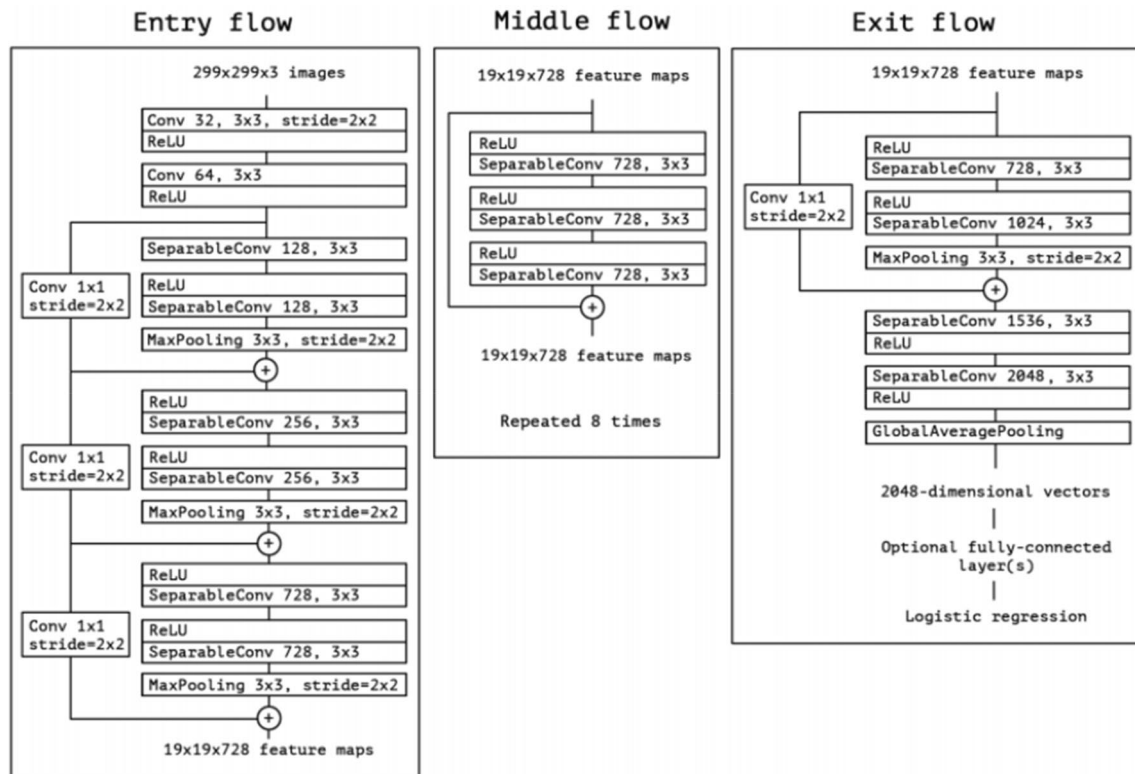 Entry flow
299x299x3 images
Conv 32, 3x3, stride=2x2
ReLU
Conv 64, 3x3
ReLU
SeparableConv 128, 3x3
Conv 1x1
stride=2x2
ReLU
SeparableConv 128, 3x3
MaxPooling 3x3, stride=2x2
+
ReLU
SeparableConv 256, 3x3
Conv 1x1
stride=2x2
ReLU
SeparableConv 256, 3x3
MaxPooling 3x3, stride=2x2
+
ReLU
SeparableConv 728, 3x3
Conv 1x1
stride=2x2
ReLU
SeparableConv 728, 3x3
MaxPooling 3x3, stride=2x2
+
19x19x728 feature maps
Middle flow
19x19x728 feature maps
ReLU
SeparableConv 728, 3x3
ReLU
SeparableConv 728, 3x3
ReLU
SeparableConv 728, 3x3
+
19x19x728 feature maps
Repeated 8 times
Exit flow
19x19x728 feature maps
ReLU
SeparableConv 728, 3x3
Conv 1x1
stride=2x2
ReLU
SeparableConv 1024, 3x3
MaxPooling 3x3, stride=2x2
+
SeparableConv 1536, 3x3
ReLU
SeparableConv 2048, 3x3
ReLU
GlobalAveragePooling
2048-dimensional vectors
Optional fully-connected
layer(s)
Logistic regression